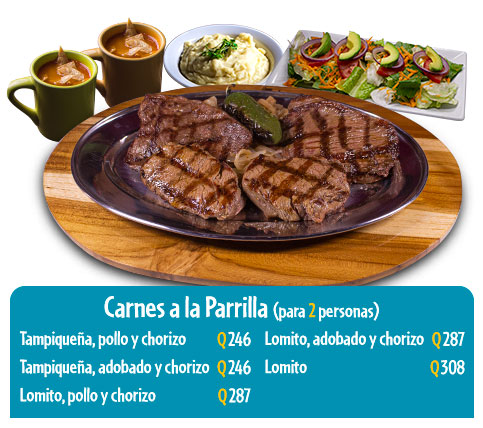 Carnes a la Parrilla (para 2 personas)
Tampiqueña, pollo y chorizo Q246
Tampiqueña, adobado y chorizo Q246
Lomito, pollo y chorizo Q287
Lomito, adobado y chorizo Q287
Lomito Q308